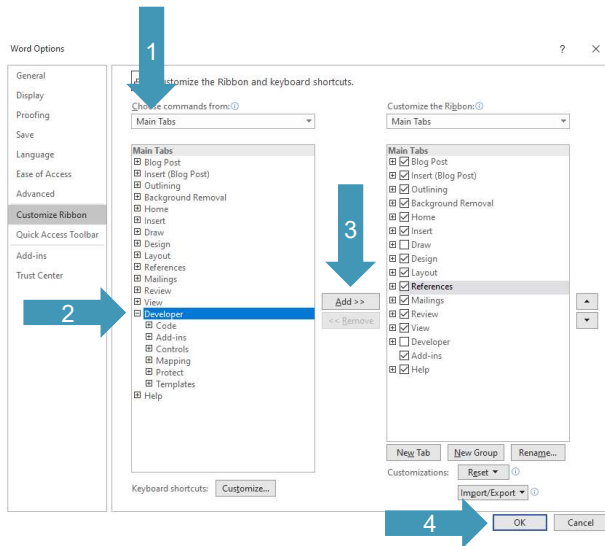 1
Word Options
?
General
Display
Proofing
Save
Language
Ease of Access
Advanced
Customize Ribbon
Quick Access Toolbar
Add-ins
Trust Center
the Ribbon and keyboard shortcuts.
Choose commands from:
Main Tabs
Main Tabs
Blog Post
Insert (Blog Post)
Outlining
Background Removal
Home
Insert
Draw
Design
Layout
References
Mailings
Review
View
Developer
Code
Add-ins
Controls
Mapping
Protect
Templates
Help
2
3
Add >>
<< Remove
Customize the Ribbon:
Main Tabs
Main Tabs
Blog Post
Insert (Blog Post)
Outlining
Background Removal
Home
Insert
Draw
Design
Layout
References
Mailings
Review
View
Developer
Add-ins
Help
New Tab
New Group
Rename...
Customizations:
Reset
Import/Export
Keyboard shortcuts:
Customize...
4
OK
Cancel